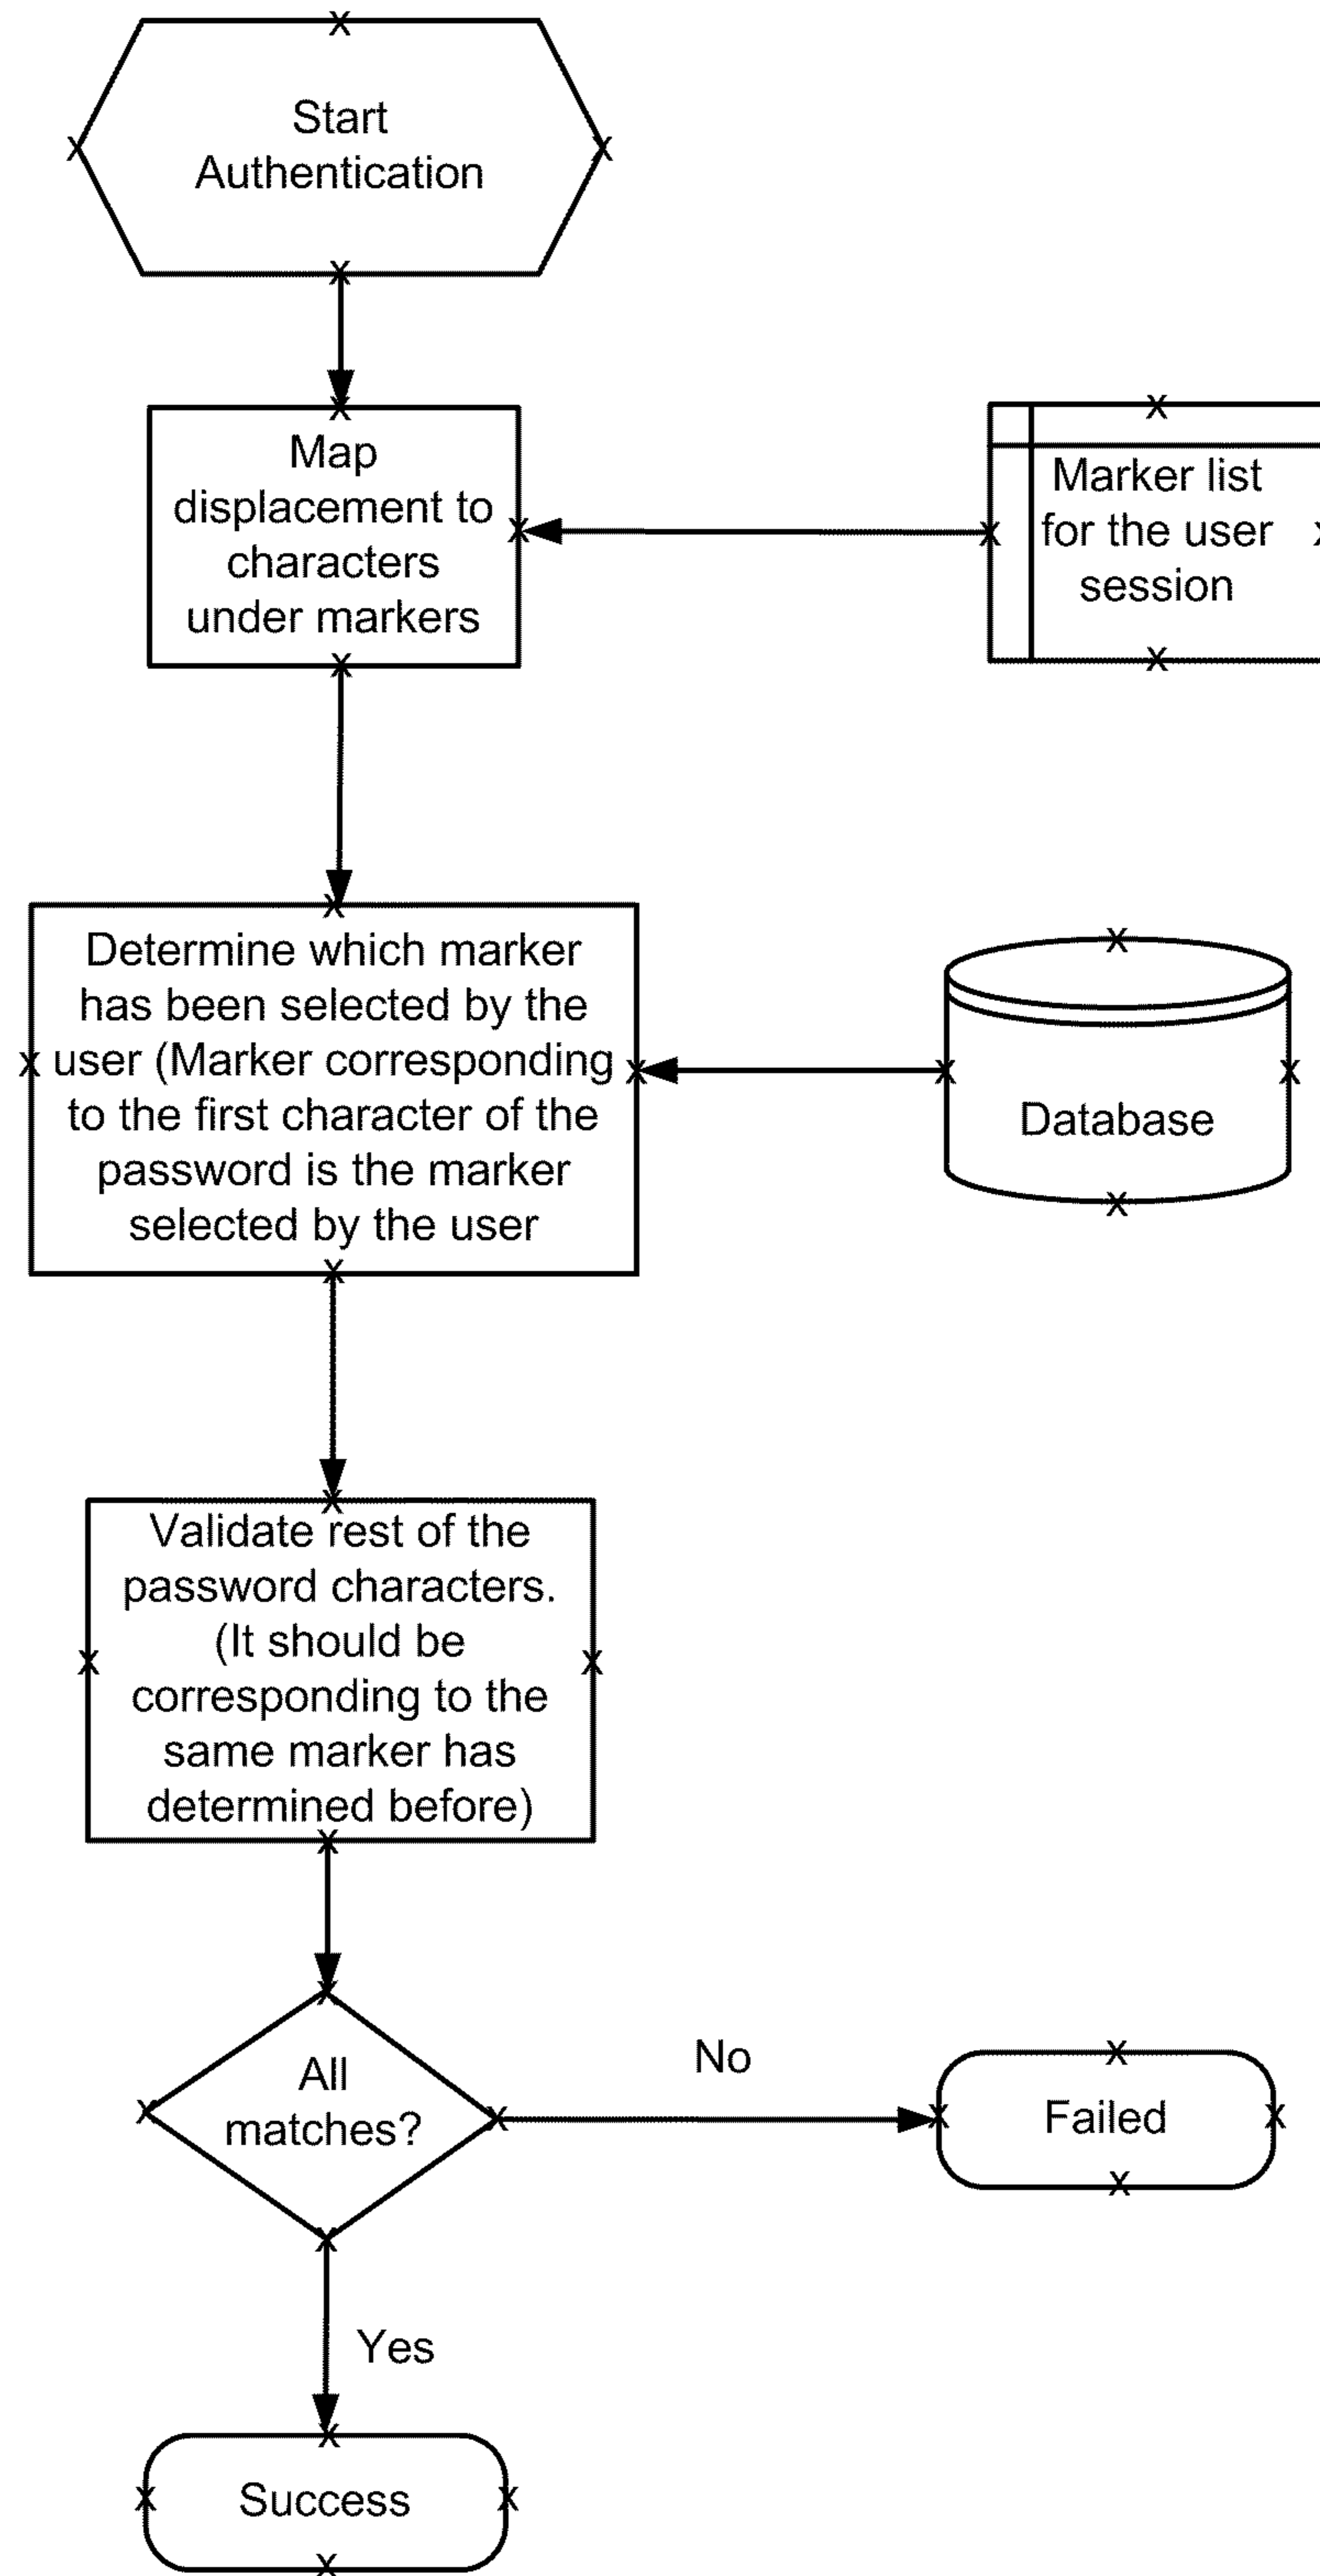 Start
Authentication
Map
displacement to
characters
under markers
Marker list
for the user
session
Determine which marker
has been selected by the
user (Marker corresponding
to the first character of the
password is the marker
selected by the user
Database
Validate rest of the
password characters.
(It should be
corresponding to the
same marker has
determined before)
All
matches?
No
Failed
Yes
Success